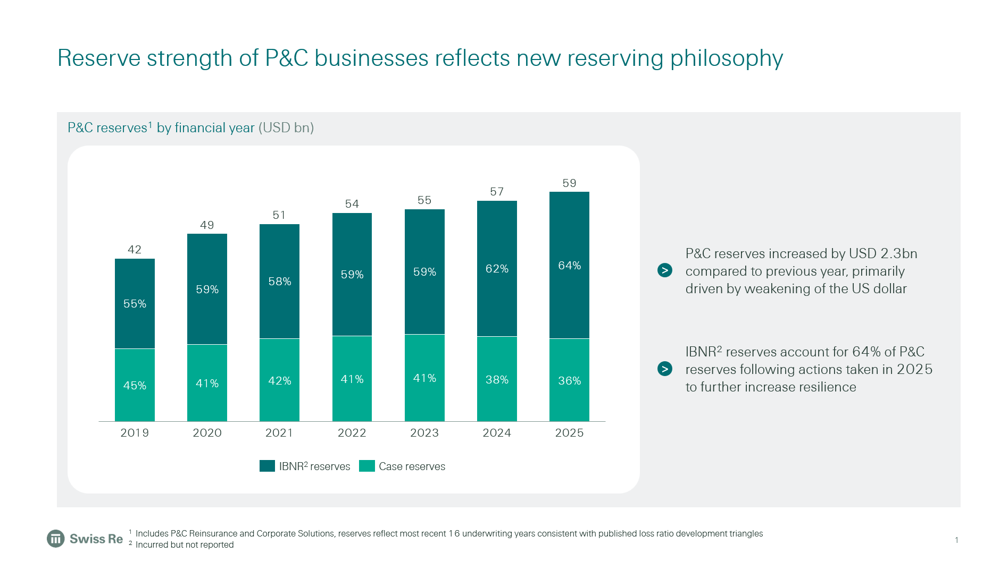 Reserve strength of P&C businesses reflects new reserving philosophy
P&C reserves¹ by financial year (USD bn)
42
49
51
54
55
57
59
55%
59%
58%
59%
59%
62%
64%
45%
41%
42%
41%
41%
38%
36%
2019
2020
2021
2022
2023
2024
2025
IBNR² reserves
Case reserves
>
P&C reserves increased by USD 2.3bn
compared to previous year, primarily
driven by weakening of the US dollar
>
IBNR² reserves account for 64% of P&C
reserves following actions taken in 2025
to further increase resilience
Swiss Re
¹ Includes P&C Reinsurance and Corporate Solutions, reserves reflect most recent 16 underwriting years consistent with published loss ratio development triangles
² Incurred but not reported
1